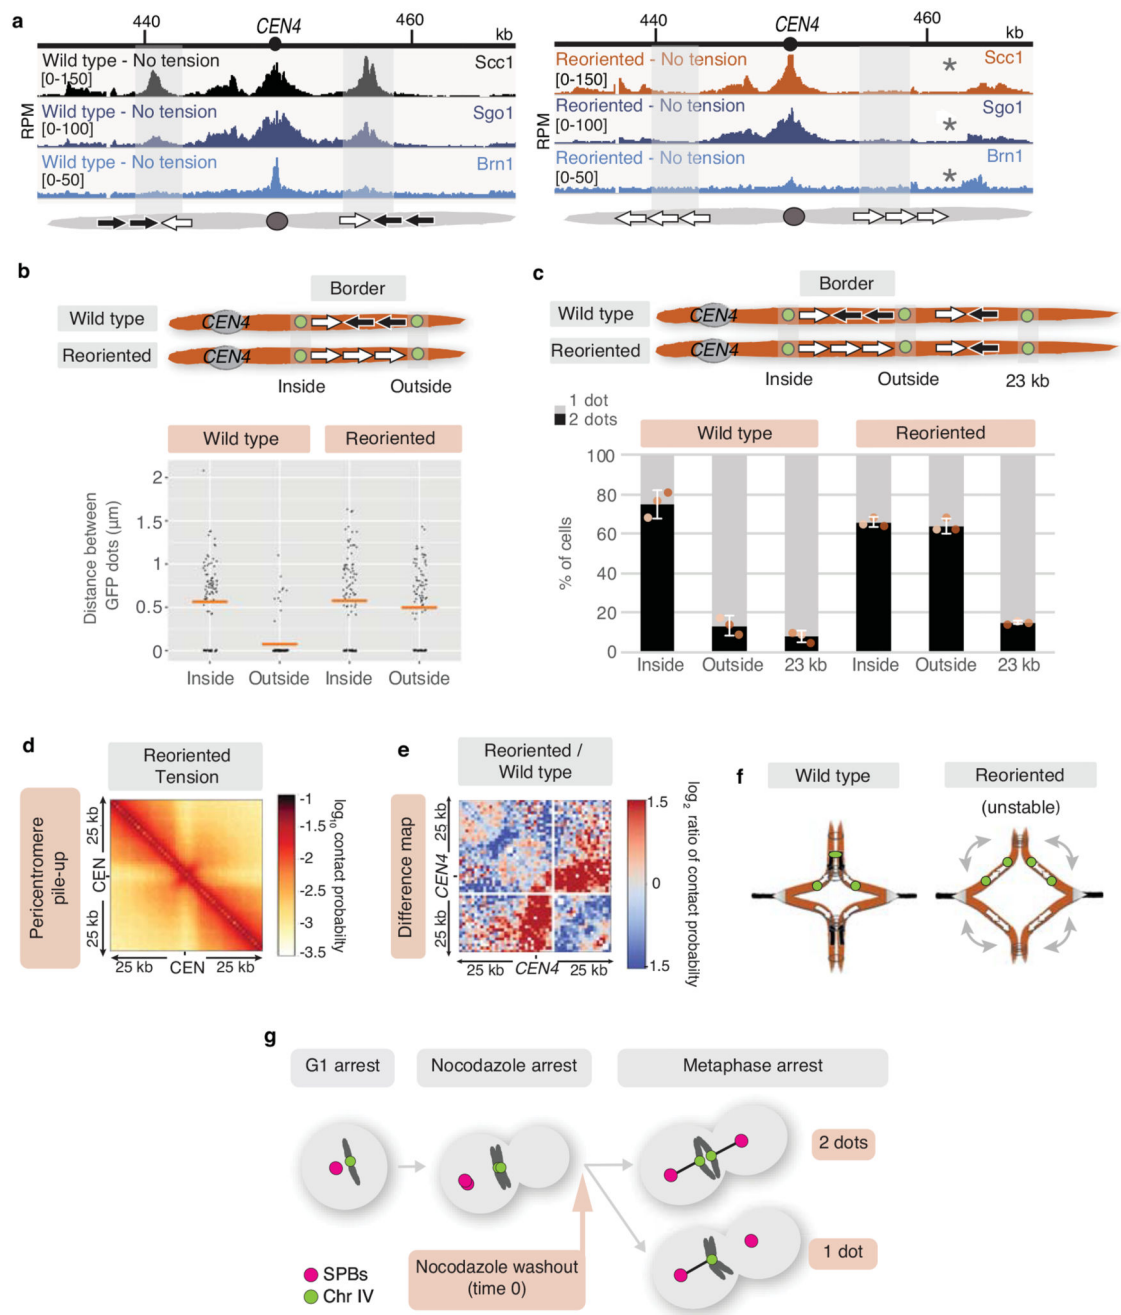 a
440
CEN4
460
kb
440
CEN4
460
kb
Wild type - No tension
Scc1
[0-150]
Wild type - No tension
Sgo1
[0-100]
Wild type - No tension
Brn1
[0-50]
RPM
Reoriented - No tension
*
Scc1
[0-150]
Reoriented - No tension
Sgo1
[0-100]
*
Reoriented - No tension
Brn1
[0-50]
*
RPM
b
Border
Wild type
CEN4
Reoriented
CEN4
Inside
Outside
Wild type
Reoriented
Distance between
GFP dots (µm)
2
1.5
1
0.5
0
Inside
Outside
Inside
Outside
c
Border
Wild type
CEN4
Reoriented
CEN4
Inside
Outside
23 kb
1 dot
2 dots
Wild type
Reoriented
% of cells
100
80
60
40
20
0
Inside
Outside
23 kb
Inside
Outside
23 kb
d
Reoriented
Tension
Pericentromere
pile-up
25 kb
CEN
25 kb
25 kb
CEN
25 kb
-1
-1.5
-2
-2.5
-3
-3.5
log10 contact probabilty
e
Reoriented /
Wild type
Difference map
25 kb
CEN4
25 kb
25 kb
CEN4
25 kb
1.5
0
1.5
log2 ratio of contact probabilty
f
Wild type
Reoriented
(unstable)
g
G1 arrest
Nocodazole arrest
Metaphase arrest
2 dots
1 dot
Nocodazole washout
(time 0)
SPBs
Chr IV